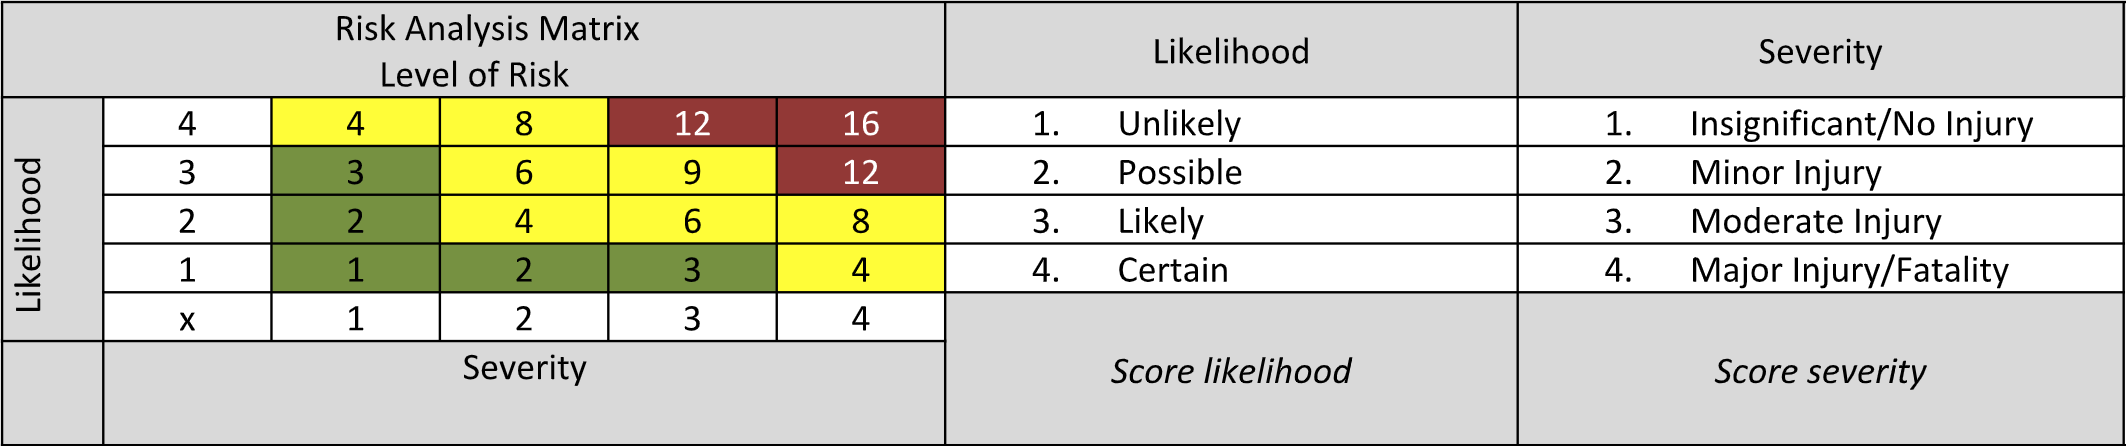 Risk Analysis Matrix
Level of Risk
Likelihood
Severity
Likelihood
4 4 8 12 16
3 3 6 9 12
2 2 4 6 8
1 1 2 3 4
x 1 2 3 4
Severity
1. Unlikely
2. Possible
3. Likely
4. Certain
Score likelihood
1. Insignificant/No Injury
2. Minor Injury
3. Moderate Injury
4. Major Injury/Fatality
Score severity